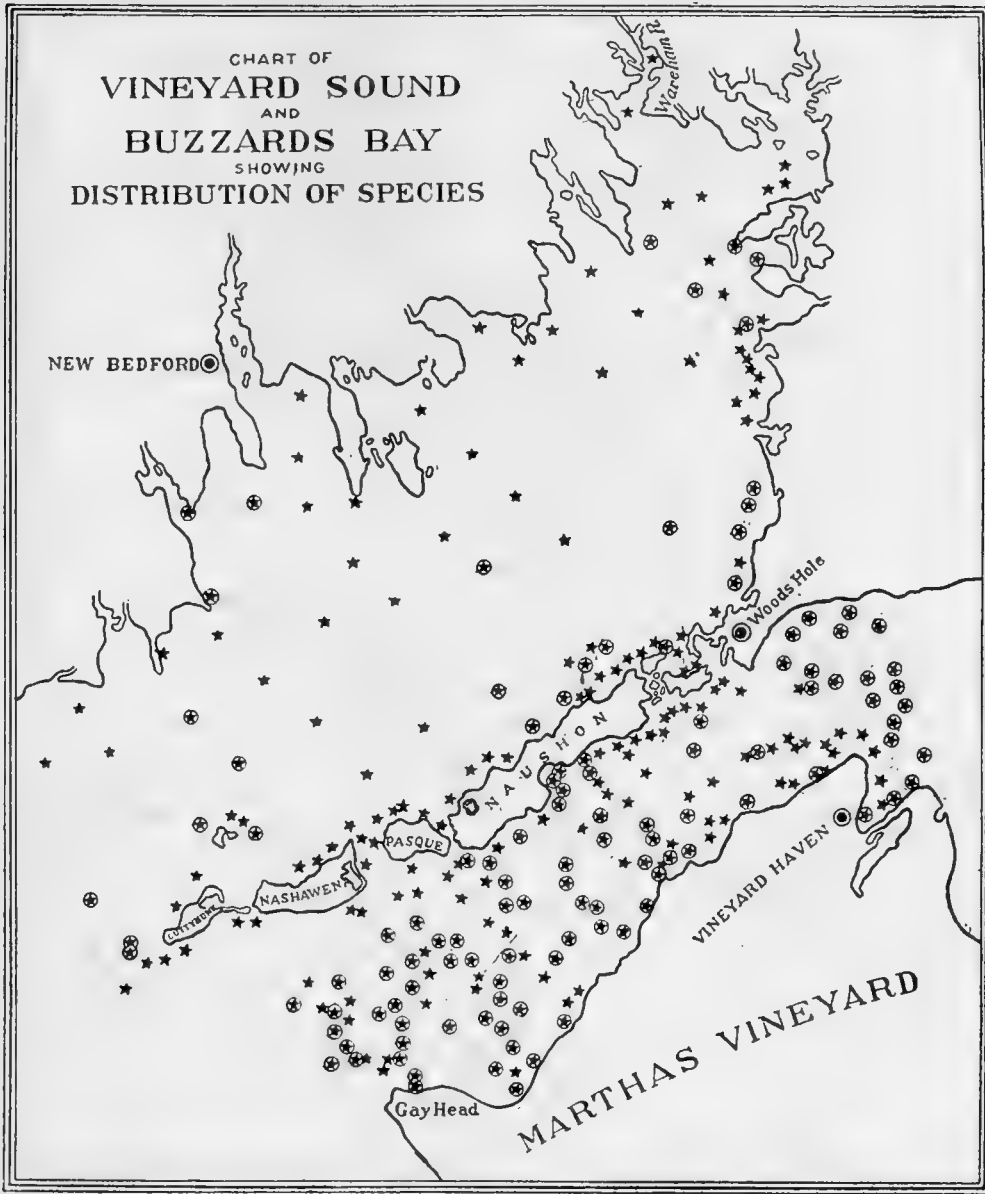 CHART OF
VINEYARD SOUND
AND
BUZZARDS BAY
SHOWING
DISTRIBUTION OF SPECIES
Wareham R.
NEW BEDFORD
Woods Hole
NAUSHON
PASQUE
NASHAWENA
CUTTYHUNK
VINEYARD HAVEN
MARTHAS VINEYARD
Gay Head